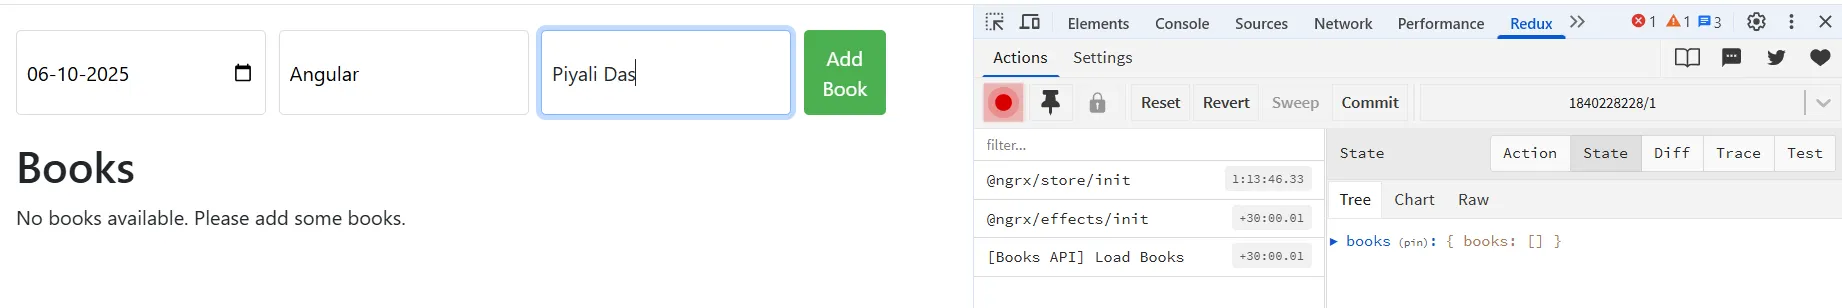 06-10-2025
Angular
Piyali Das
Add
Book
Books
No books available. Please add some books.
Elements Console Sources Network Performance Redux 1 1 3
Actions Settings
Reset Revert Sweep Commit 1840228228/1
filter...
@ngrx/store/init 1:13:46.33
@ngrx/effects/init +30:00.01
[Books API] Load Books +30:00.01
State Action State Diff Trace Test
Tree Chart Raw
books (pin): { books: [] }